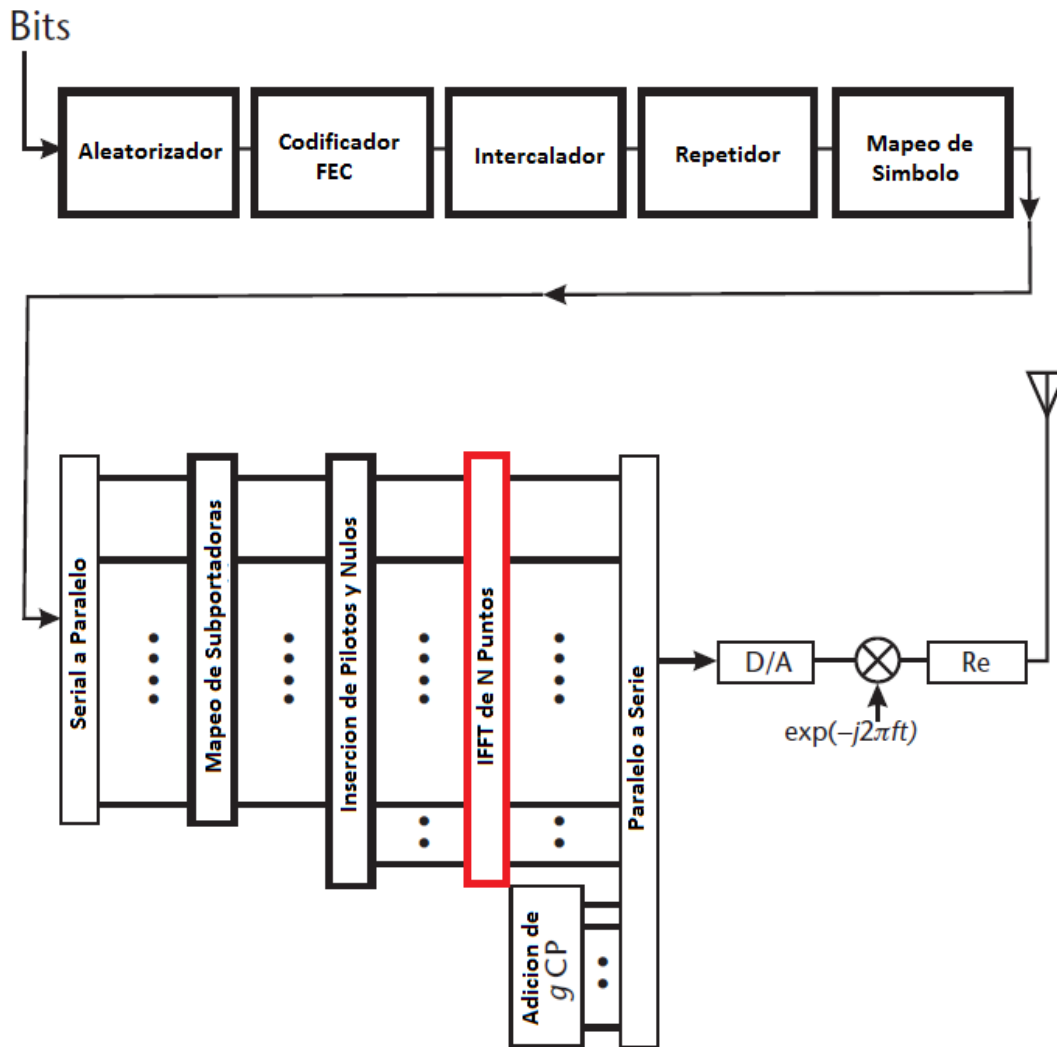 Bits
Aleatorizador
Codificador
FEC
Intercalador
Repetidor
Mapeo de
Simbolo
Serial a Paralelo
Mapeo de Subportadoras
Insercion de Pilotos y Nulos
IFFT de N Puntos
Adicion de
g CP
Paralelo a Serie
D/A
exp(−j2πft)
Re